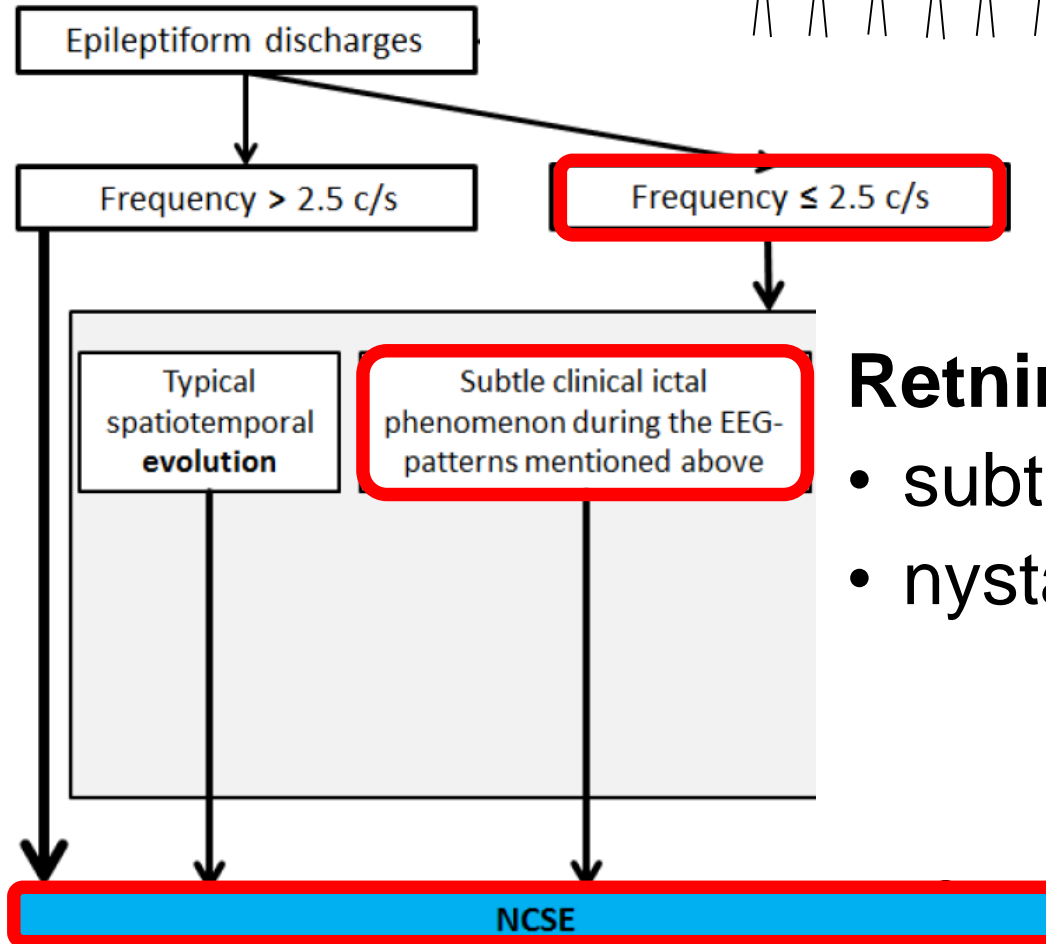 Epileptiform discharges
Frequency > 2.5 c/s
Frequency ≤ 2.5 c/s
Typical
spatiotemporal
evolution
Subtle clinical ictal
phenomenon during the EEG-
patterns mentioned above
NCSE